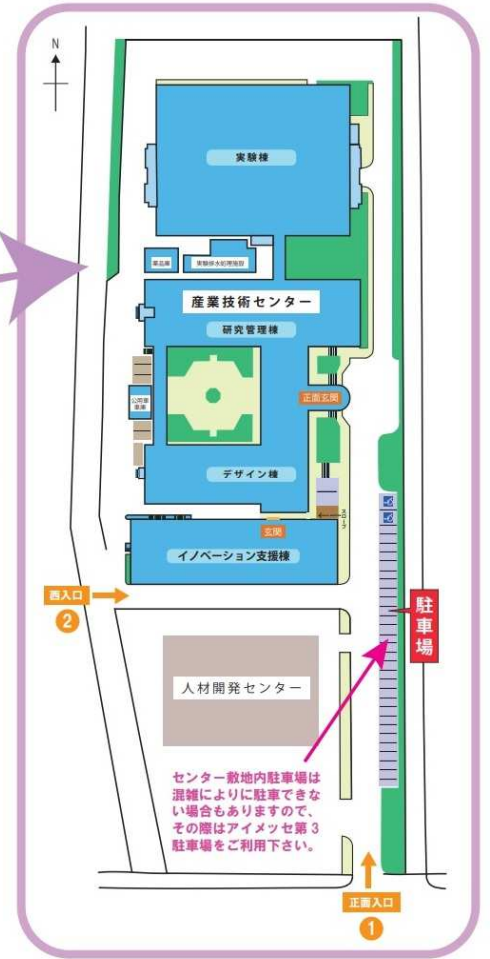 N
実験棟
薬品庫
実験排水処理施設
産業技術センター
研究管理棟
公用車
車庫
正面玄関
デザイン棟
スロープ
玄関
イノベーション支援棟
西入口
2
駐車場
人材開発センター
センター敷地内駐車場は
混雑によりに駐車できな
い場合もありますので、
その際はアイメッセ第3
駐車場をご利用下さい。
正面入口
1